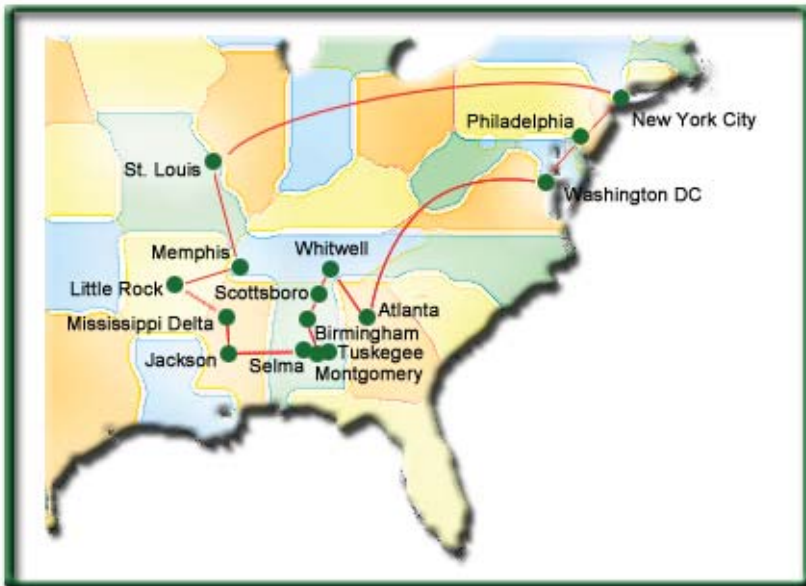 New York City
Philadelphia
St. Louis
Washington DC
Memphis
Whitwell
Little Rock
Scottsboro
Atlanta
Mississippi Delta
Birmingham
Jackson
Selma
Tuskegee
Montgomery